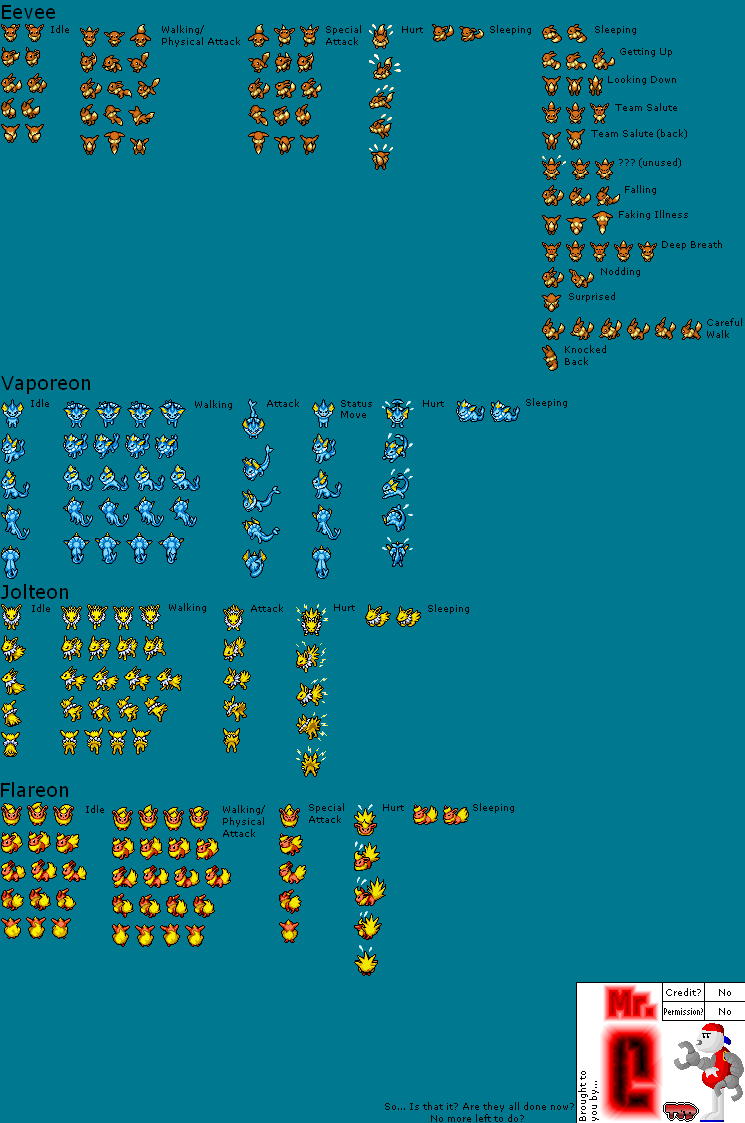 Eevee
Idle
Walking/
Physical Attack
Special
Attack
Hurt
Sleeping
Sleeping
Getting Up
Looking Down
Team Salute
Team Salute (back)
??? (unused)
Falling
Faking Illness
Deep Breath
Nodding
Surprised
Careful
Walk
Knocked
Back
Vaporeon
Idle
Walking
Attack
Status
Move
Hurt
Sleeping
Jolteon
Idle
Walking
Attack
Hurt
Sleeping
Flareon
Idle
Walking/
Physical
Attack
Special
Attack
Hurt
Sleeping
So... Is that it? Are they all done now?
No more left to do?
Brought to
you by...
Mr.
C
Credit? No
Permission? No